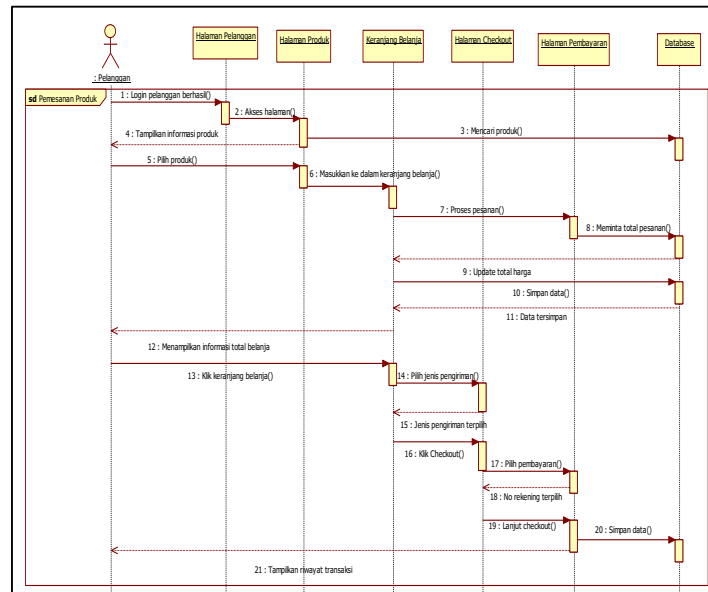 Halaman Pelanggan
Halaman Produk
Keranjang Belanja
Halaman Checkout
Halaman Pembayaran
Database
: Pelanggan
sd Pemesanan Produk
1 : Login pelanggan berhasil()
2 : Akses halaman()
3 : Mencari produk()
4 : Tampilkan informasi produk
5 : Pilih produk()
6 : Masukkan ke dalam keranjang belanja()
7 : Proses pesanan()
8 : Meminta total pesanan()
9 : Update total harga
10 : Simpan data()
11 : Data tersimpan
12 : Menampilkan informasi total belanja
13 : Klik keranjang belanja()
14 : Pilih jenis pengiriman()
15 : Jenis pengiriman terpilih
16 : Klik Checkout()
17 : Pilih pembayaran()
18 : No rekening terpilih
19 : Lanjut checkout()
20 : Simpan data()
21 : Tampilkan riwayat transaksi